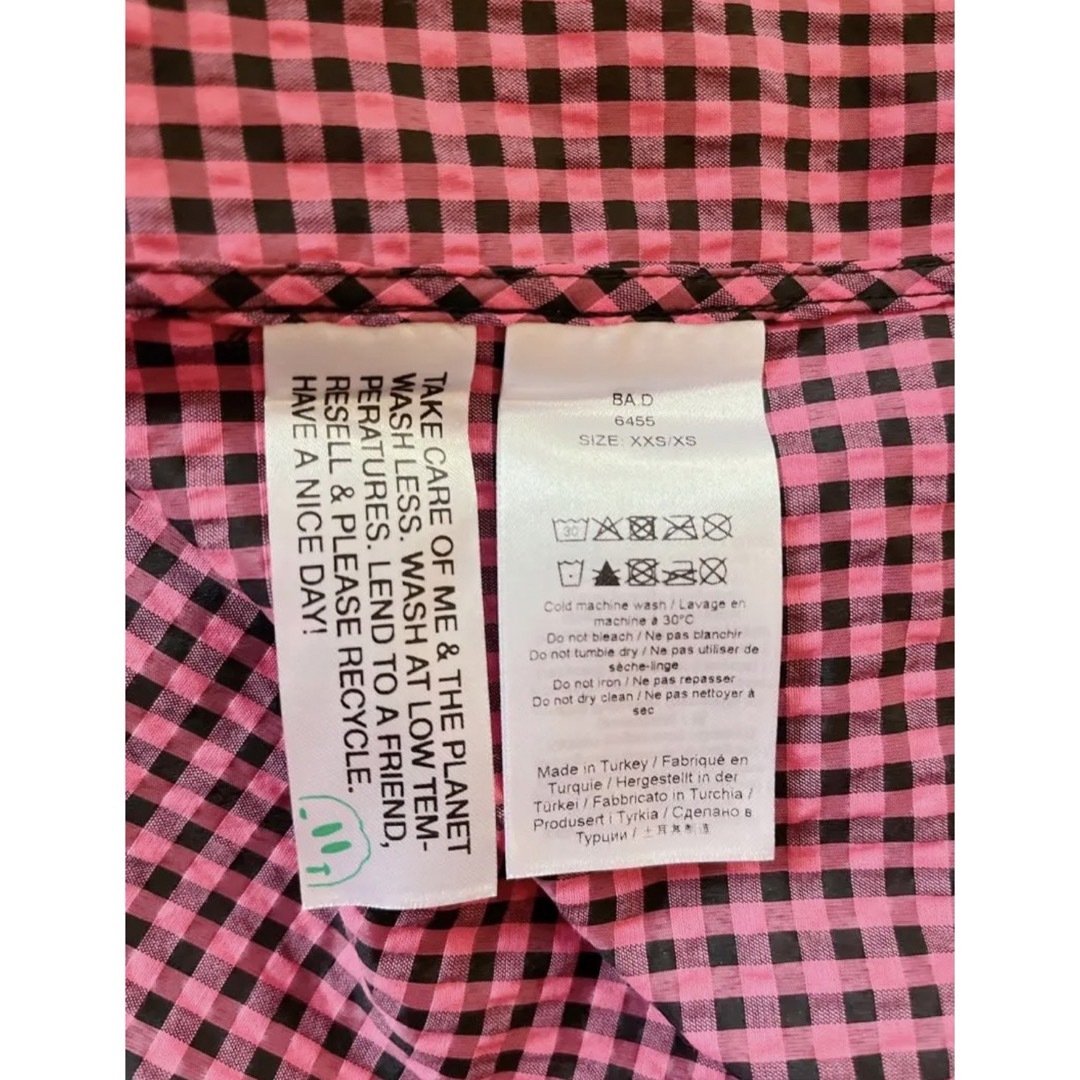 TAKE CARE OF ME & THE PLANET
WASH LESS. WASH AT LOW TEM-
PERATURES. LEND TO A FRIEND,
RESELL & PLEASE RECYCLE.
HAVE A NICE DAY!
BA.D
6455
SIZE: XXS/XS
30
Cold machine wash / Lavage en
machine à 30°C
Do not bleach / Ne pas blanchir
Do not tumble dry / Ne pas utiliser de
sèche-linge
Do not iron / Ne pas repasser
Do not dry clean / Ne pas nettoyer à
sec
Made in Turkey / Fabriqué en
Turquie / Hergestellt in der
Türkei / Fabbricato in Turchia /
Produsert i Tyrkia / Сделано в
Турции / 土耳其制造